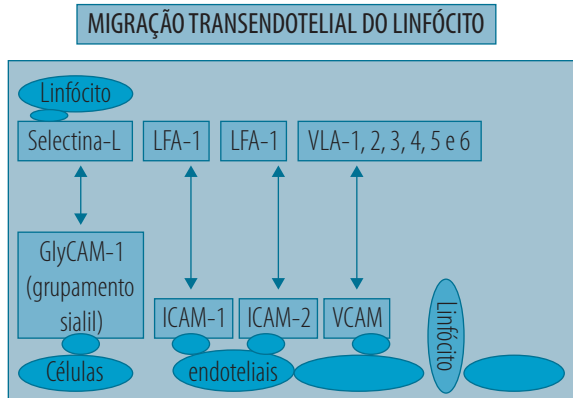 MIGRAÇÃO TRANSENDOTELIAL DO LINFÓCITO
Linfócito
Selectina-L
LFA-1
LFA-1
VLA-1, 2, 3, 4, 5 e 6
GlyCAM-1
(grupamento
sialil)
ICAM-1
ICAM-2
VCAM
Linfócito
Células
endoteliais